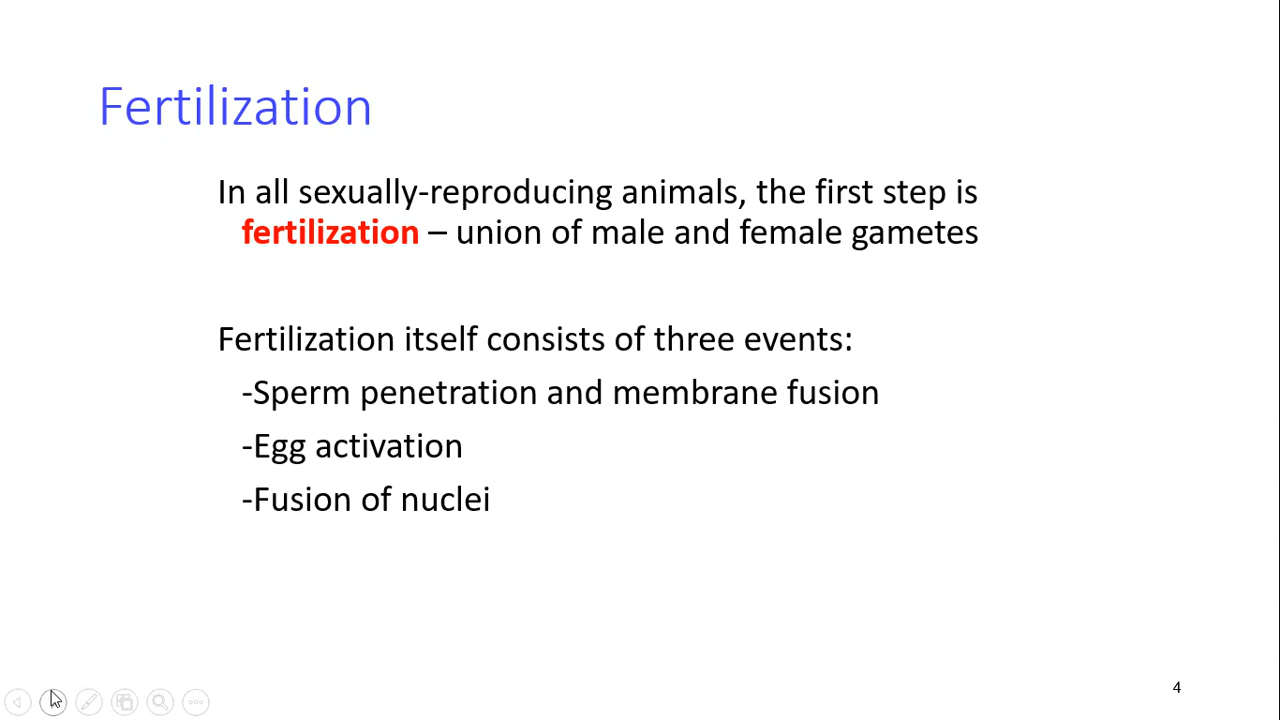 Fertilization
In all sexually-reproducing animals, the first step is
fertilization – union of male and female gametes
Fertilization itself consists of three events:
-Sperm penetration and membrane fusion
-Egg activation
-Fusion of nuclei
4